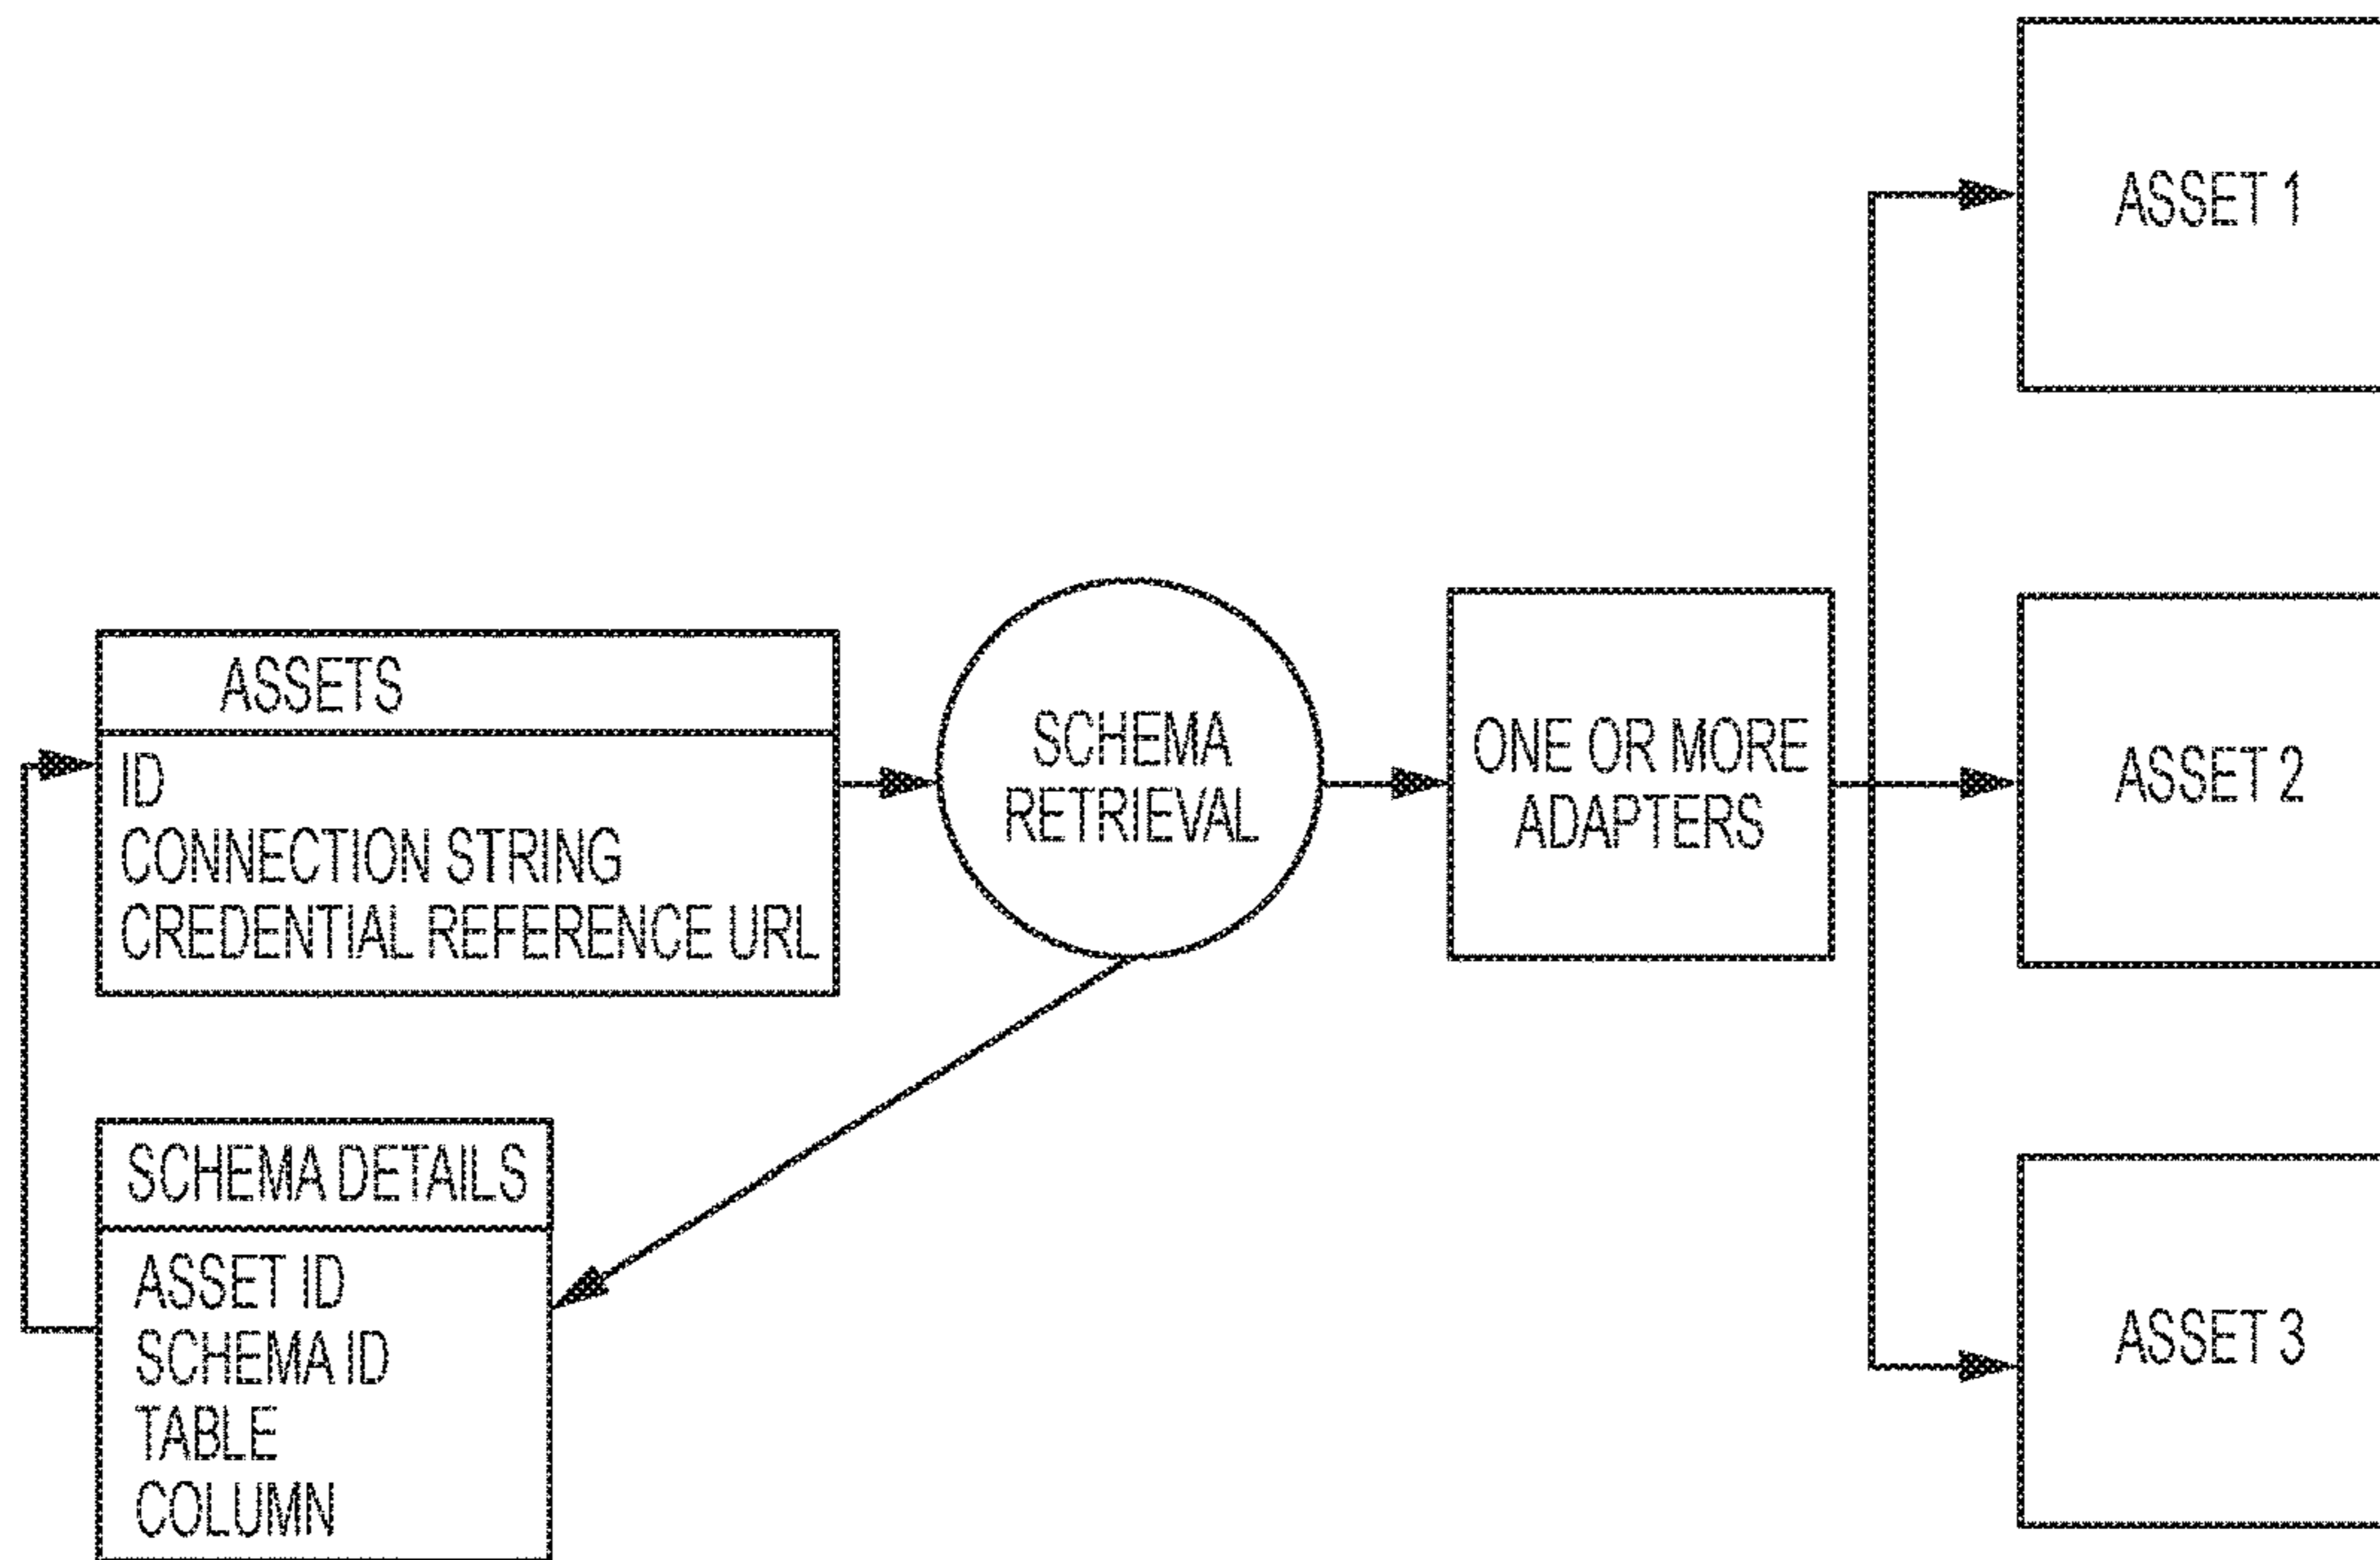 ASSET 1
ASSETS
ID
CONNECTION STRING
CREDENTIAL REFERENCE URL
SCHEMA
RETRIEVAL
ONE OR MORE
ADAPTERS
ASSET 2
SCHEMA DETAILS
ASSET ID
SCHEMA ID
TABLE
COLUMN
ASSET 3